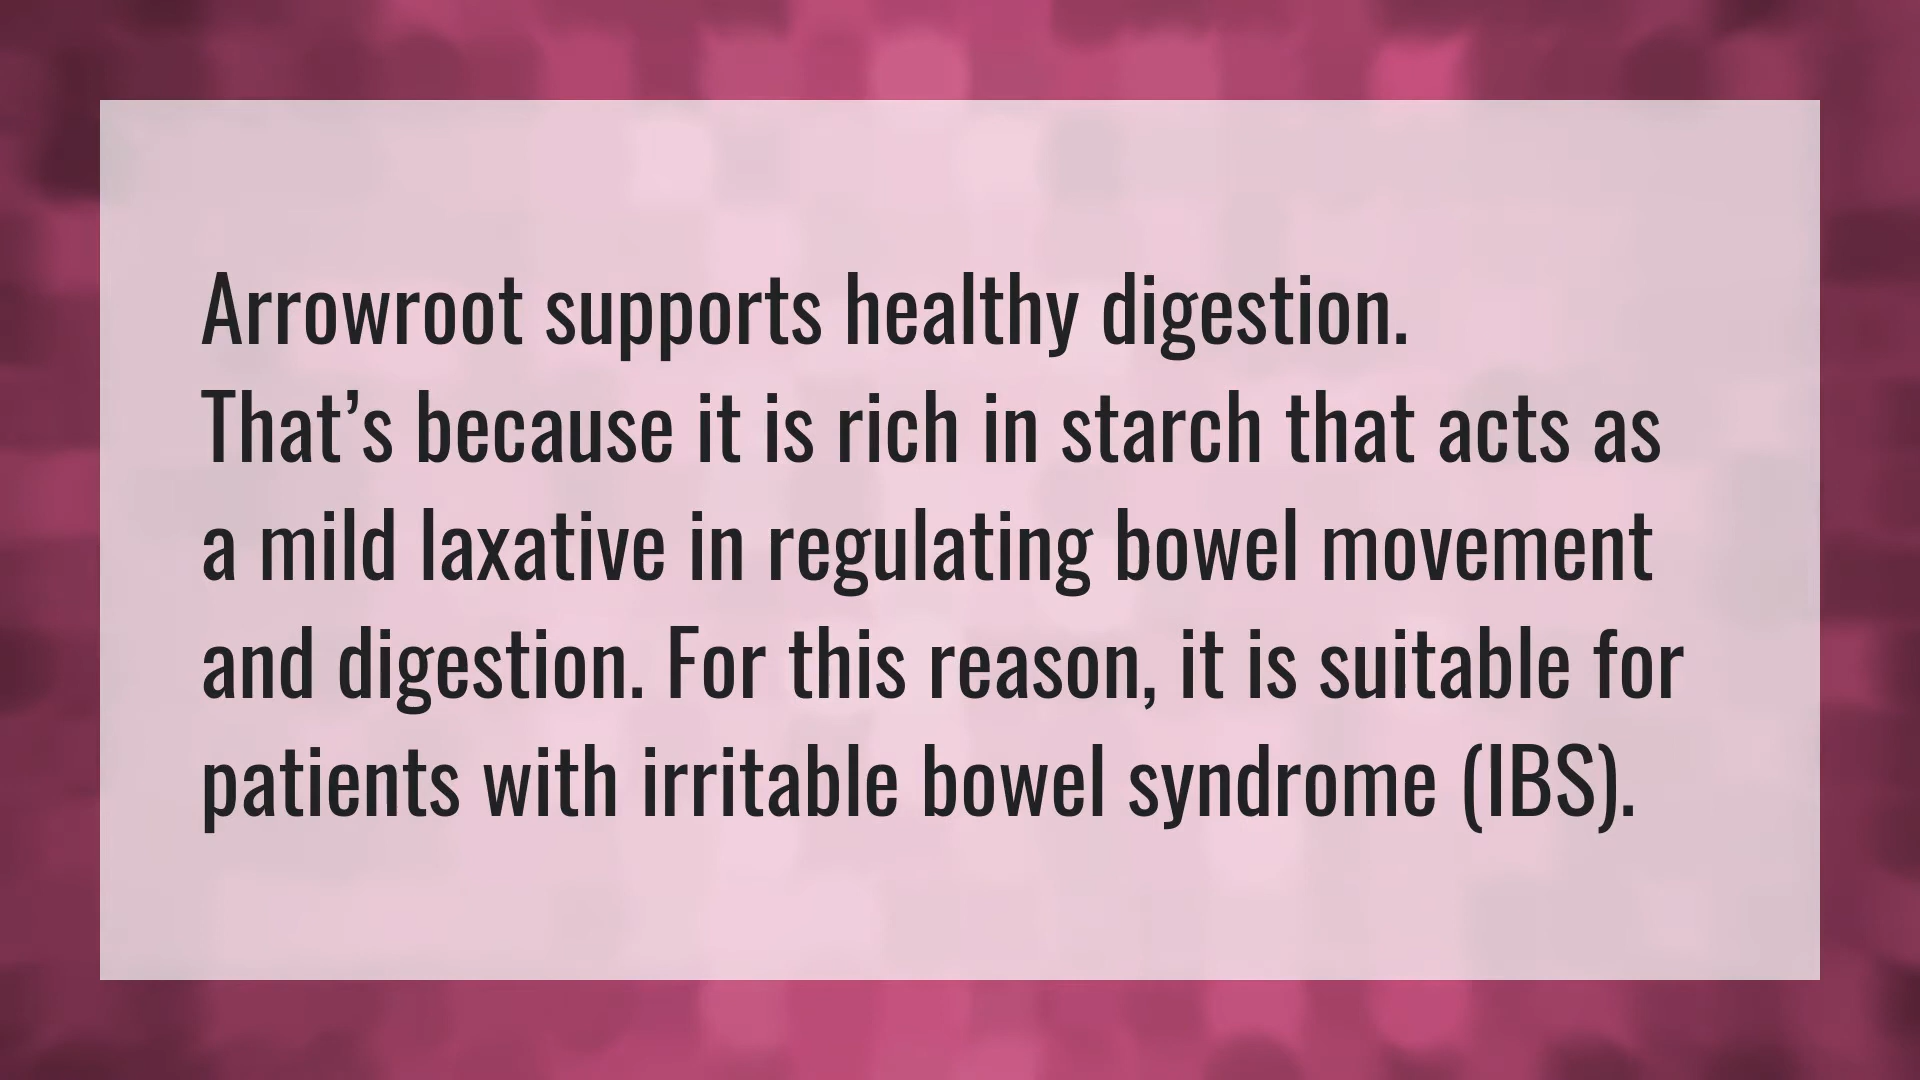 Arrowroot supports healthy digestion.
That’s because it is rich in starch that acts as
a mild laxative in regulating bowel movement
and digestion. For this reason, it is suitable for
patients with irritable bowel syndrome (IBS).